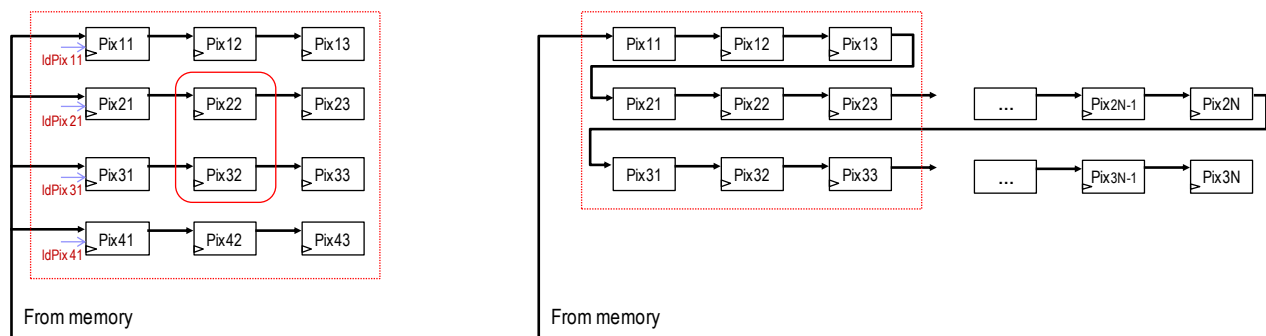 Pix11 Pix12 Pix13
ldPix11
Pix21 Pix22 Pix23
ldPix21
Pix31 Pix32 Pix33
ldPix31
Pix41 Pix42 Pix43
ldPix41
From memory
Pix11 Pix12 Pix13
Pix21 Pix22 Pix23 ... Pix2N-1 Pix2N
Pix31 Pix32 Pix33 ... Pix3N-1 Pix3N
From memory